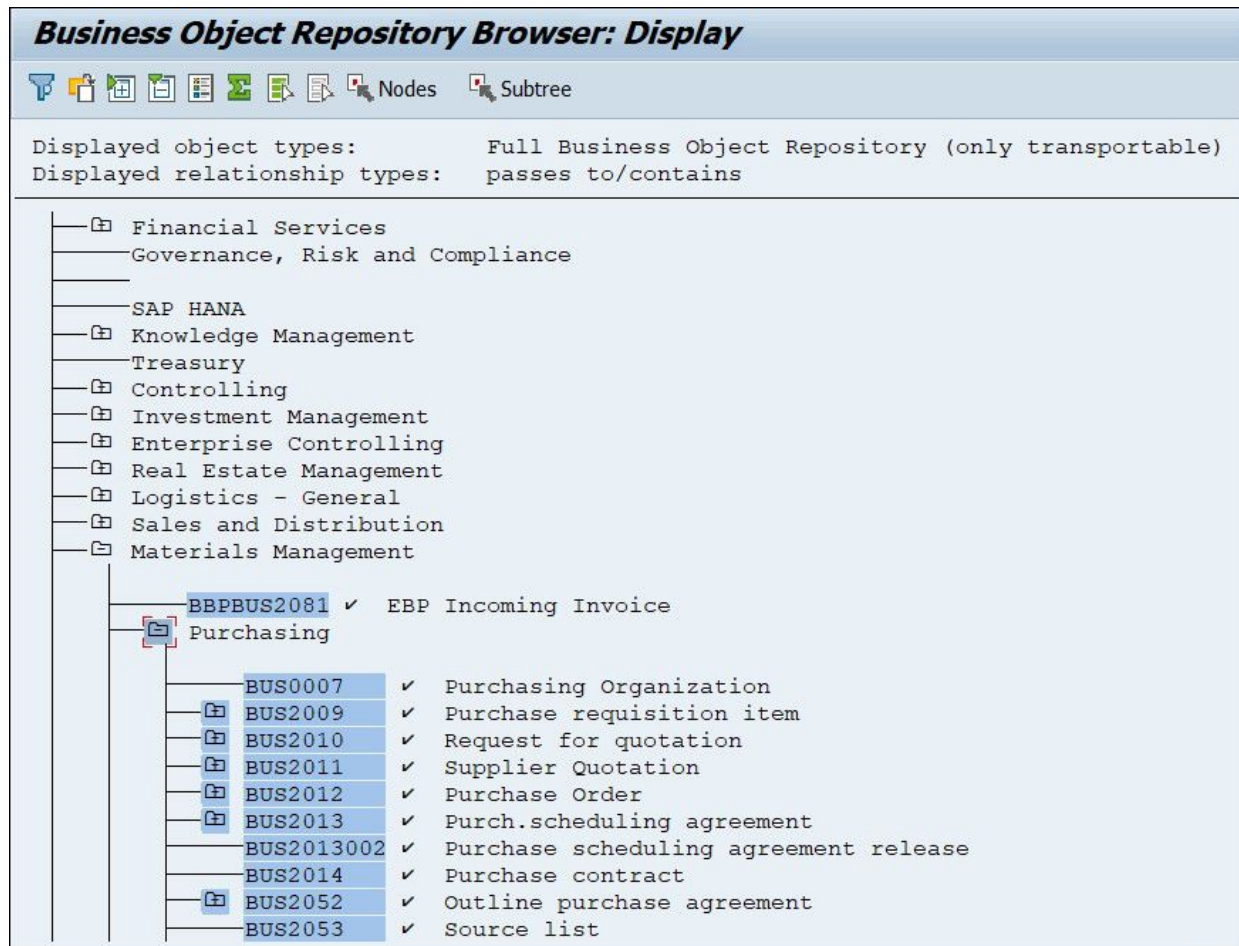 Business Object Repository Browser: Display
Nodes Subtree
Displayed object types: Full Business Object Repository (only transportable)
Displayed relationship types: passes to/contains
Financial Services
Governance, Risk and Compliance
SAP HANA
Knowledge Management
Treasury
Controlling
Investment Management
Enterprise Controlling
Real Estate Management
Logistics - General
Sales and Distribution
Materials Management
BBPBUS2081 ✔ EBP Incoming Invoice
Purchasing
BUS0007 ✔ Purchasing Organization
BUS2009 ✔ Purchase requisition item
BUS2010 ✔ Request for quotation
BUS2011 ✔ Supplier Quotation
BUS2012 ✔ Purchase Order
BUS2013 ✔ Purch.scheduling agreement
BUS2013002 ✔ Purchase scheduling agreement release
BUS2014 ✔ Purchase contract
BUS2052 ✔ Outline purchase agreement
BUS2053 ✔ Source list